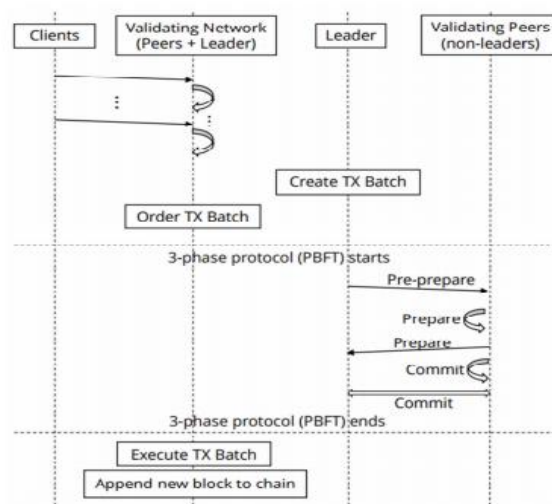 Clients
Validating Network
(Peers + Leader)
Leader
Validating Peers
(non-leaders)
Create TX Batch
Order TX Batch
3-phase protocol (PBFT) starts
Pre-prepare
Prepare
Prepare
Commit
Commit
3-phase protocol (PBFT) ends
Execute TX Batch
Append new block to chain